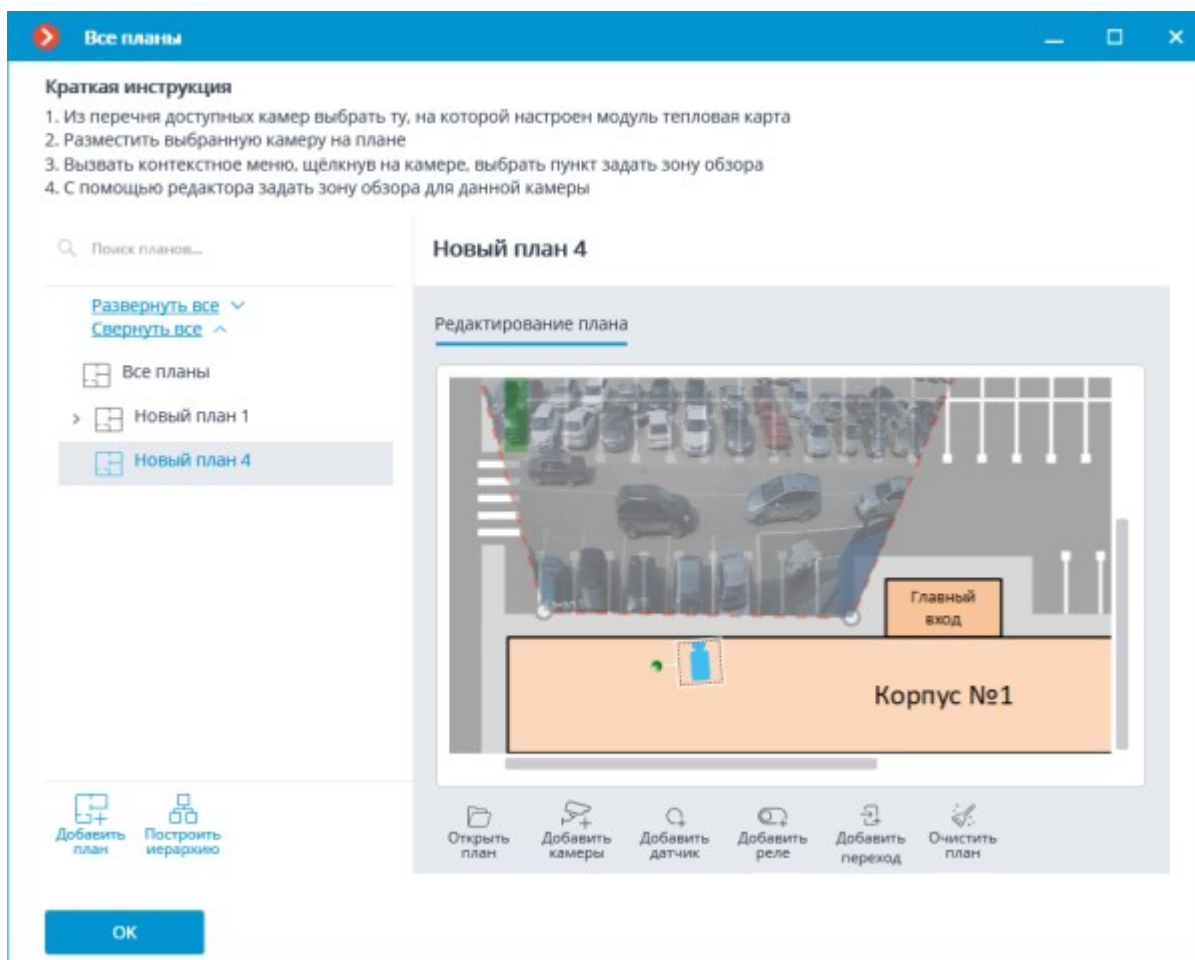 Все планы
Краткая инструкция
1. Из перечня доступных камер выбрать ту, на которой настроен модуль тепловая карта
2. Разместить выбранную камеру на плане
3. Вызвать контекстное меню, щёлкнув на камере, выбрать пункт задать зону обзора
4. С помощью редактора задать зону обзора для данной камеры
Поиск планов...
Развернуть все
Свернуть все
Все планы
Новый план 1
Новый план 4
Добавить план
Построить иерархию
Новый план 4
Редактирование плана
Главный
вход
Корпус №1
Открыть план
Добавить камеры
Добавить датчик
Добавить реле
Добавить переход
Очистить план
ОК